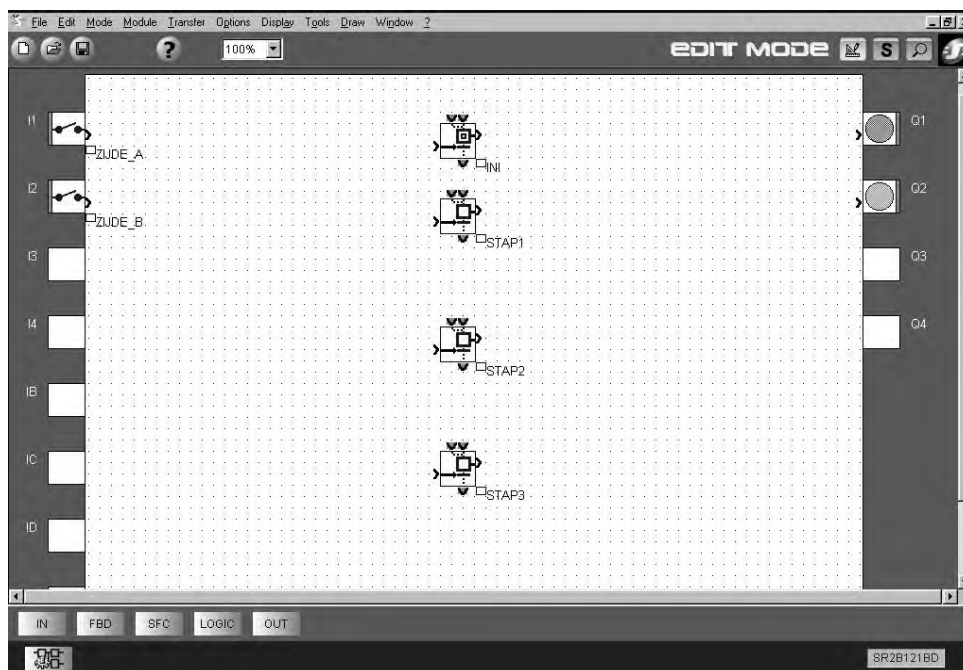 File Edit Mode Module Transfer Options Display Tools Draw Window ?
100% EDIT MODE S
I1 Q1
ZIJDE_A
INI
I2 Q2
ZIJDE_B
STAP1
I3 Q3
I4 Q4
STAP2
IB
IC
STAP3
ID
IN FBD SFC LOGIC OUT
SR2B121BD